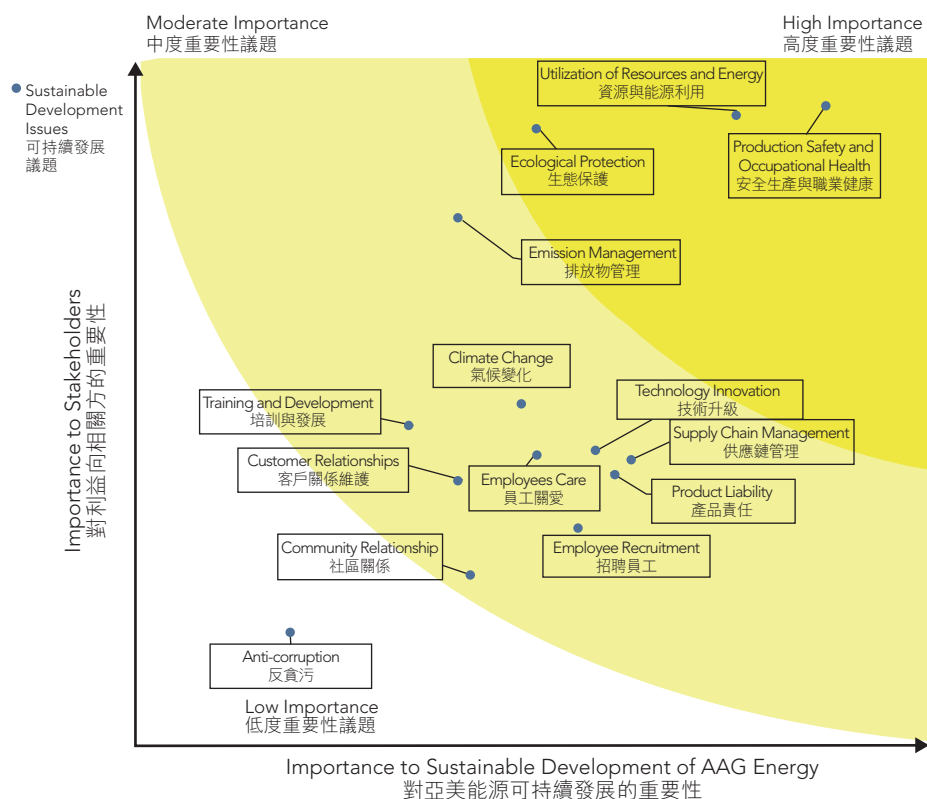 Moderate Importance
中度重要性議題
High Importance
高度重要性議題
Sustainable
Development
Issues
可持續發展
議題
Utilization of Resources and Energy
資源與能源利用
Ecological Protection
生態保護
Production Safety and
Occupational Health
安全生產與職業健康
Emission Management
排放物管理
Climate Change
氣候變化
Training and Development
培訓與發展
Technology Innovation
技術升級
Supply Chain Management
供應鏈管理
Customer Relationships
客戶關係維護
Employees Care
員工關愛
Product Liability
產品責任
Community Relationship
社區關係
Employee Recruitment
招聘員工
Anti-corruption
反貪污
Low Importance
低度重要性議題
Importance to Stakeholders
對利益向相關方的重要性
Importance to Sustainable Development of AAG Energy
對亞美能源可持續發展的重要性